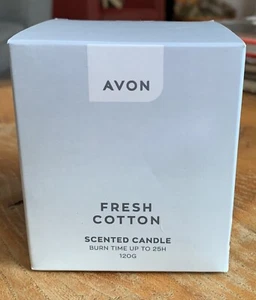 AVON
FRESH
COTTON
SCENTED CANDLE
BURN TIME UP TO 25H
120G